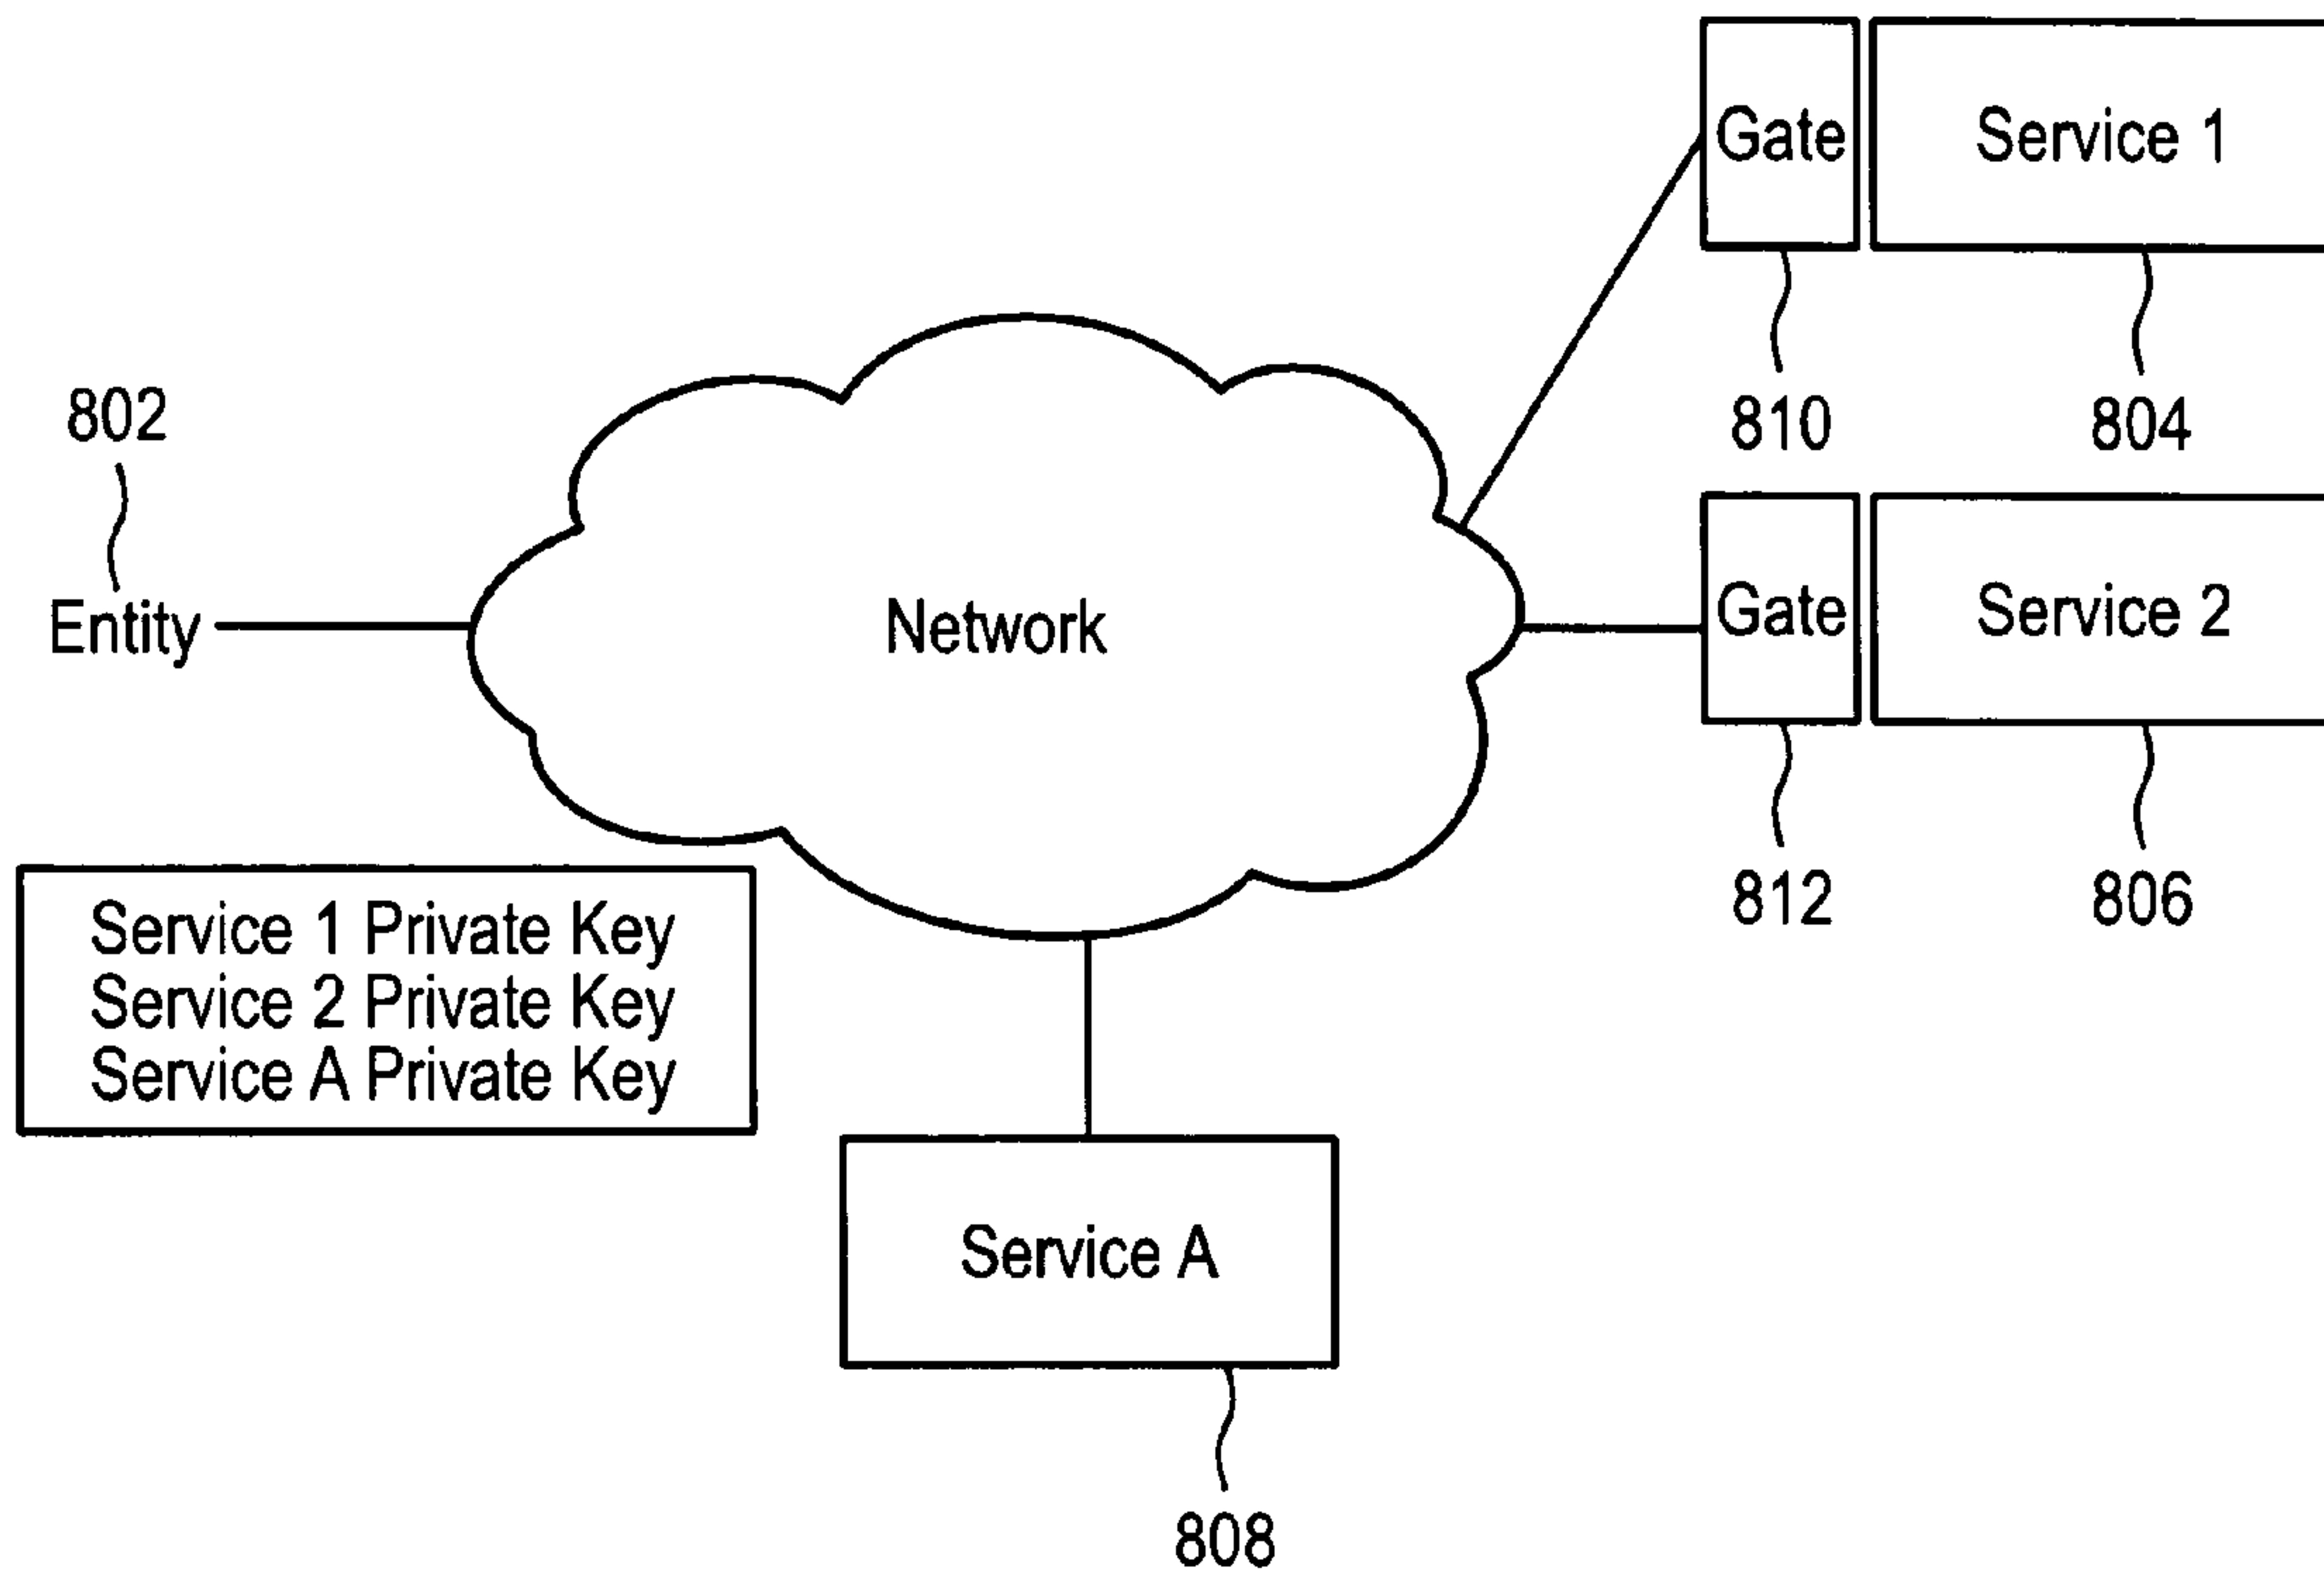 Gate
Service 1
810
804
802
Entity
Network
Gate
Service 2
812
806
Service 1 Private Key
Service 2 Private Key
Service A Private Key
Service A
808